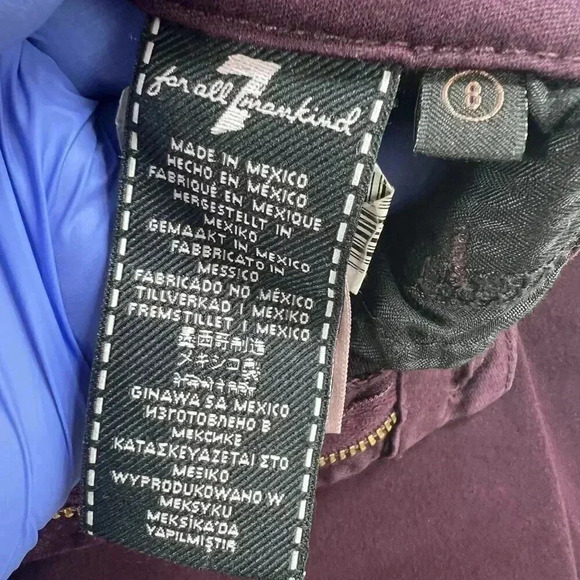 7
for all mankind
MADE IN MEXICO
HECHO EN MÉXICO
FABRIQUÉ EN MEXIQUE
HERGESTELLT IN
MEXIKO
GEMAAKT IN MEXICO
FABBRICATO IN
MESSICO
FABRICADO NO MÉXICO
TILLVERKAD I MEXIKO
FREMSTILLET I MEXICO
墨西哥制造
メキシコ製
GINAWA SA MEXICO
ИЗГОТОВЛЕНО В
МЕКСИКЕ
ΚΑΤΑΣΚΕΥΑΖΕΤΑΙ ΣΤΟ
ΜΕΞΙΚΟ
WYPRODUKOWANO W
MEKSYKU
MEKSİKA'DA
YAPILMIŞTIR
8